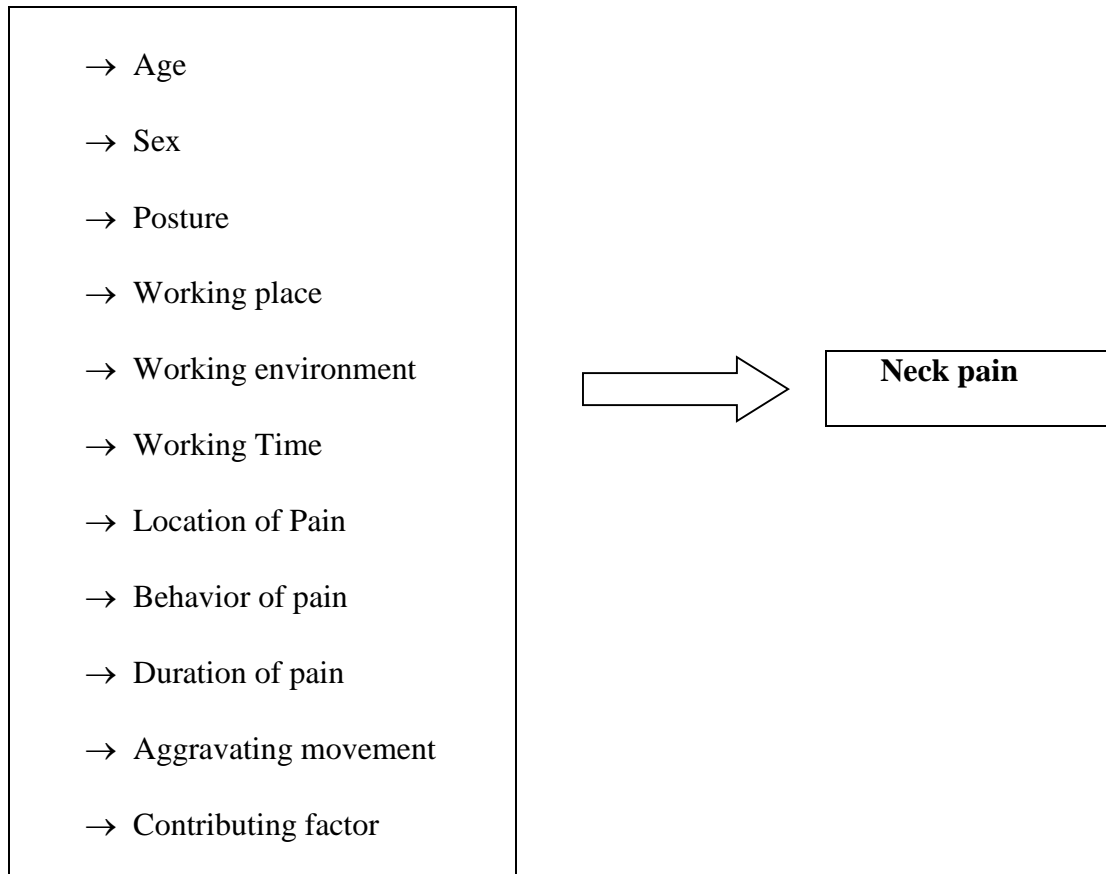 → Age
→ Sex
→ Posture
→ Working place
→ Working environment
→ Working Time
→ Location of Pain
→ Behavior of pain
→ Duration of pain
→ Aggravating movement
→ Contributing factor
Neck pain